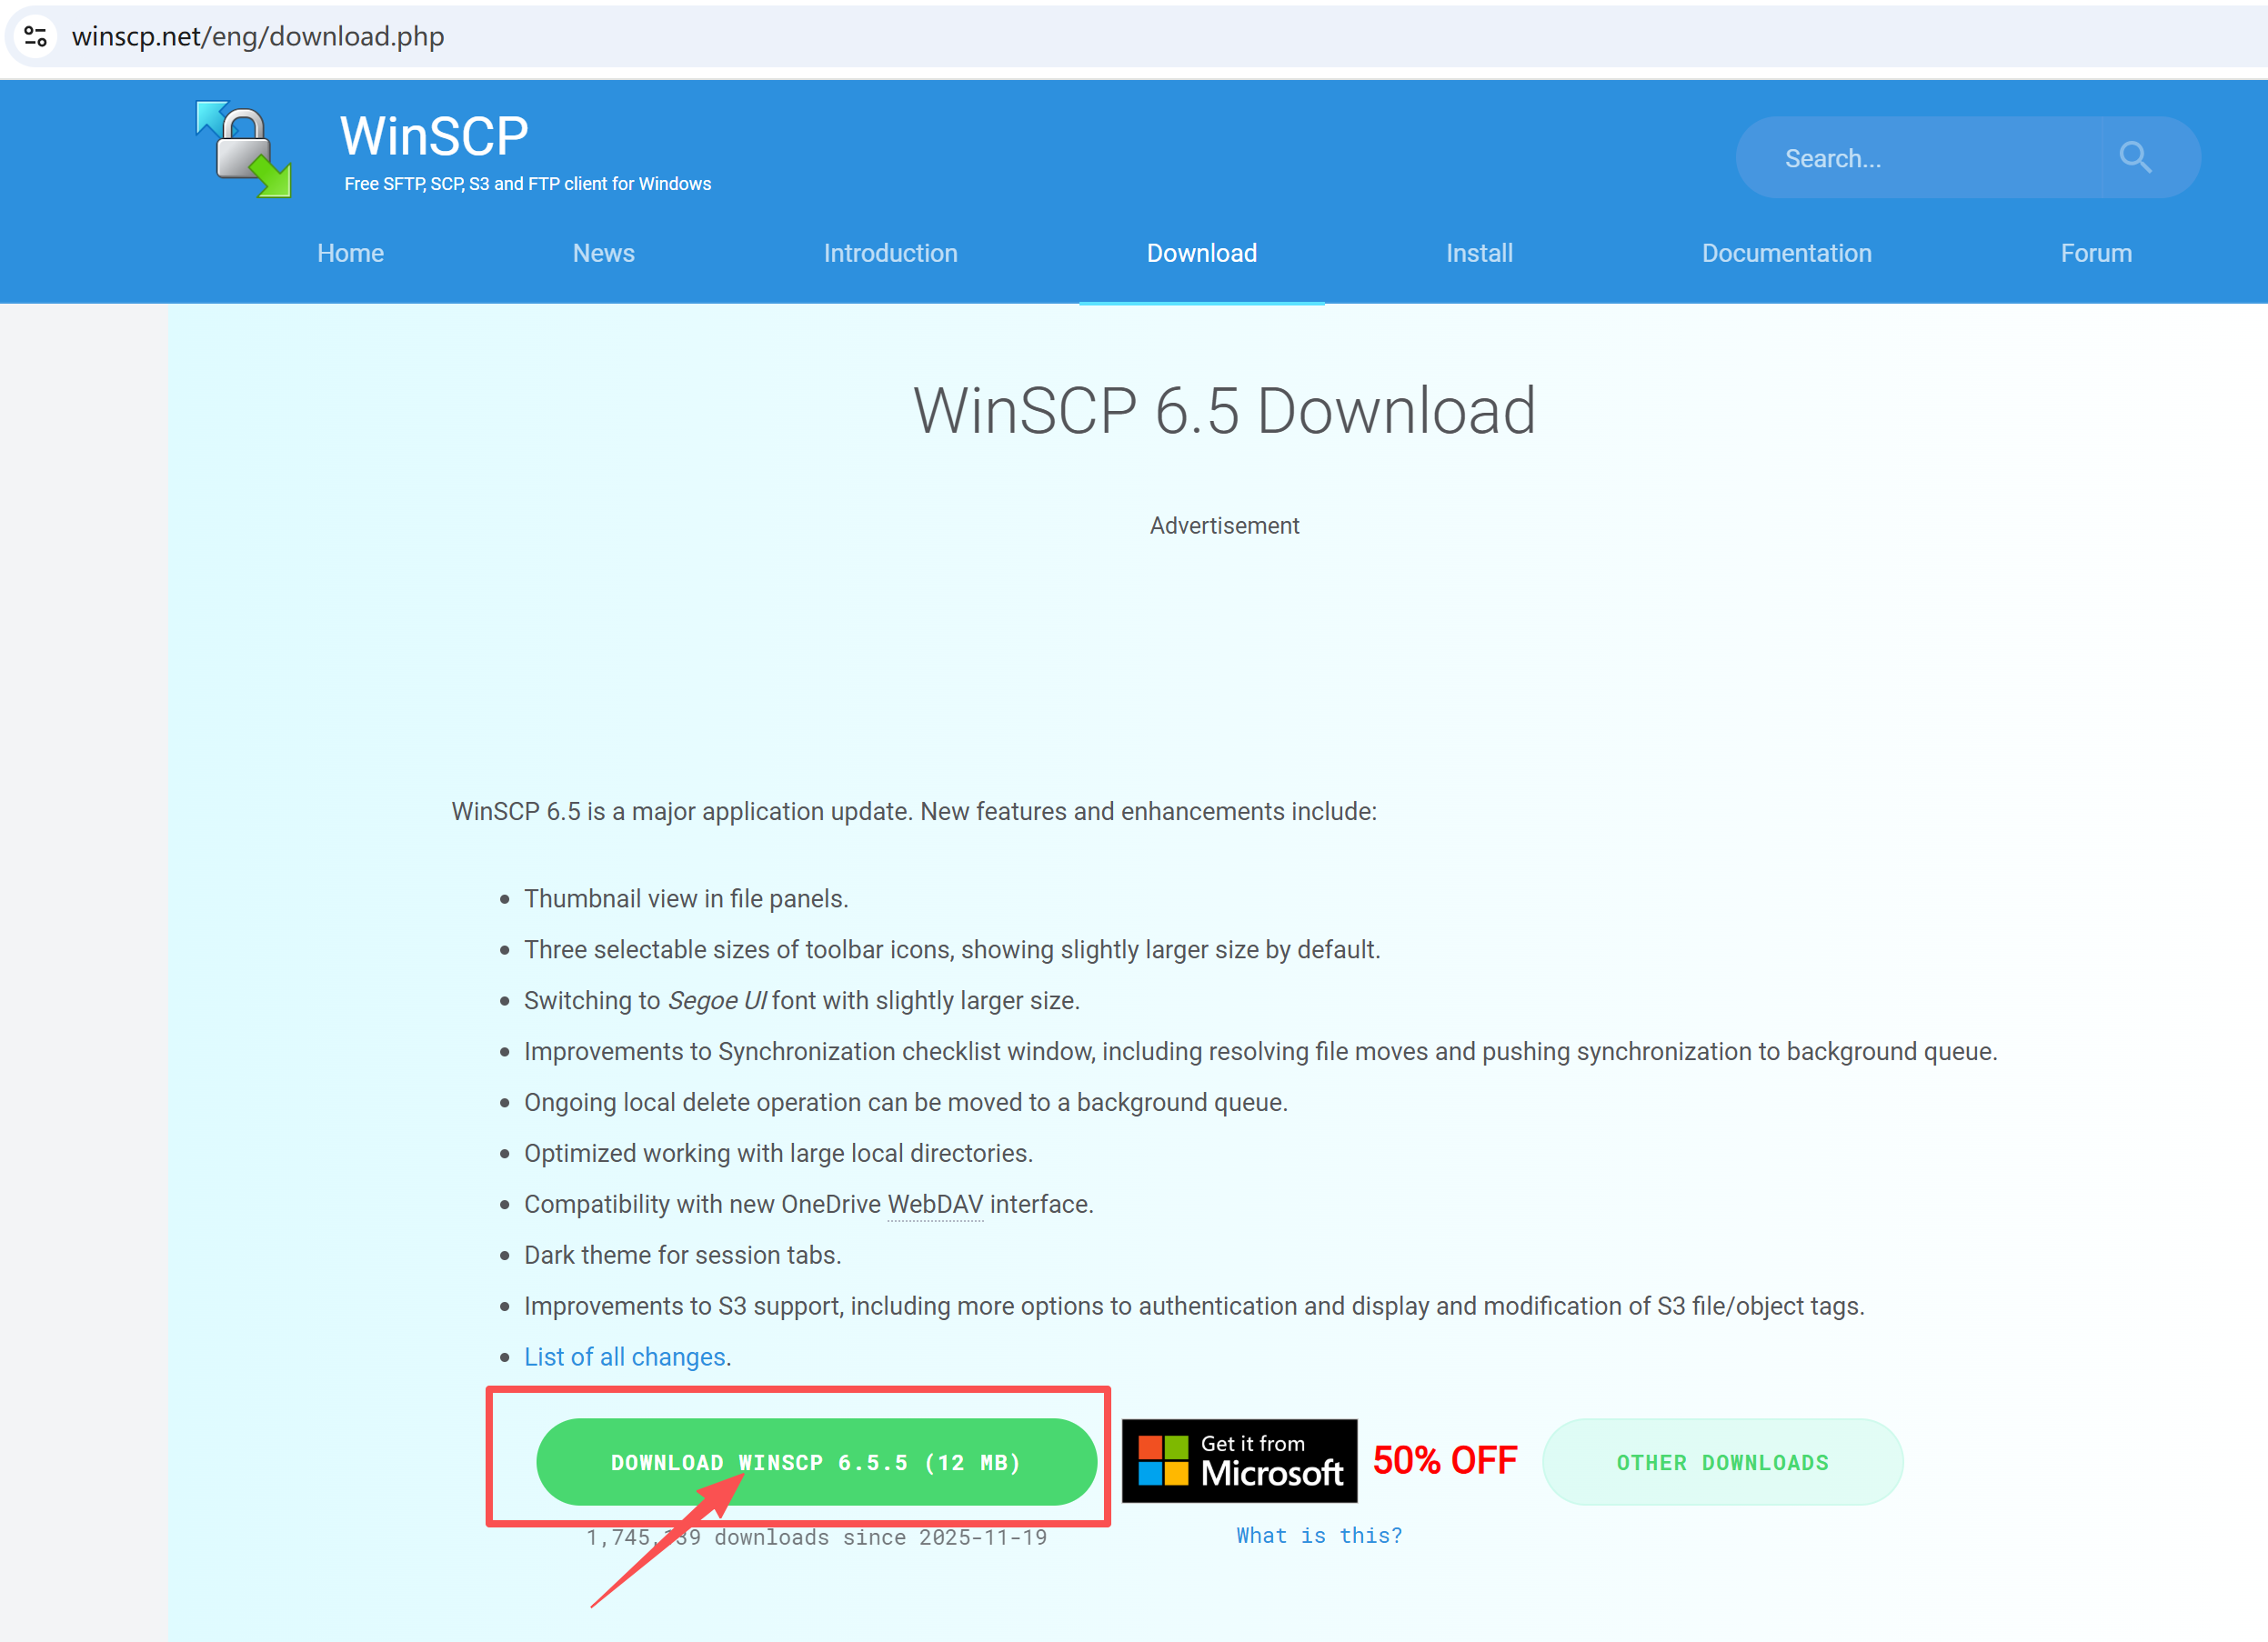 winscp.net/eng/download.php
WinSCP
Free SFTP, SCP, S3 and FTP client for Windows
Search...
Home News Introduction Download Install Documentation Forum
WinSCP 6.5 Download
Advertisement
WinSCP 6.5 is a major application update. New features and enhancements include:
• Thumbnail view in file panels.
• Three selectable sizes of toolbar icons, showing slightly larger size by default.
• Switching to Segoe UI font with slightly larger size.
• Improvements to Synchronization checklist window, including resolving file moves and pushing synchronization to background queue.
• Ongoing local delete operation can be moved to a background queue.
• Optimized working with large local directories.
• Compatibility with new OneDrive WebDAV interface.
• Dark theme for session tabs.
• Improvements to S3 support, including more options to authentication and display and modification of S3 file/object tags.
• List of all changes.
DOWNLOAD WINSCP 6.5.5 (12 MB)
Get it from
Microsoft
50% OFF
OTHER DOWNLOADS
downloads since 2025-11-19
What is this?